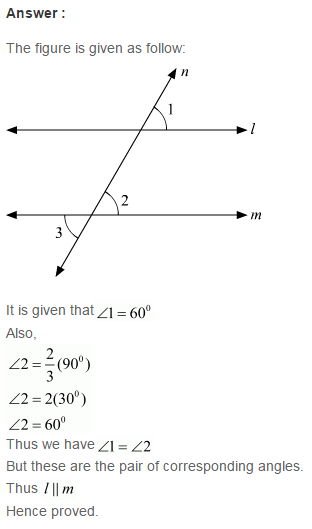 Answer :
The figure is given as follow:
n
1
l
2
m
3
It is given that ∠1 = 60⁰
Also,
∠2 = 2/3 (90⁰)
∠2 = 2(30⁰)
∠2 = 60⁰
Thus we have ∠1 = ∠2
But these are the pair of corresponding angles.
Thus l || m
Hence proved.